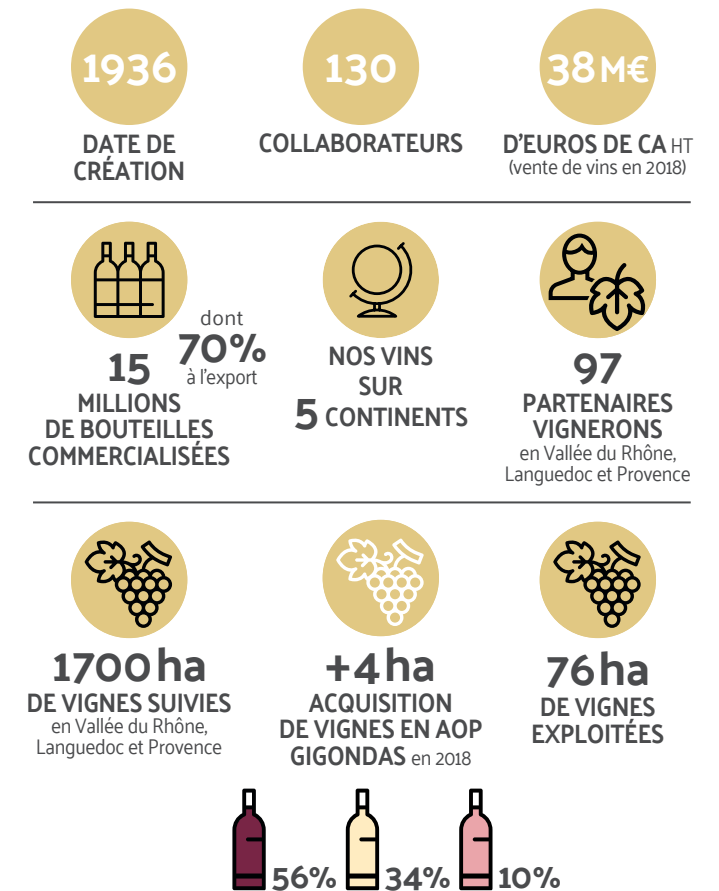 1936
DATE DE
CRÉATION
130
COLLABORATEURS
38 M€
D'EUROS DE CA HT
(vente de vins en 2018)
dont
70%
à l'export
15
MILLIONS
DE BOUTEILLES
COMMERCIALISÉES
NOS VINS
SUR
5 CONTINENTS
97
PARTENAIRES
VIGNERONS
en Vallée du Rhône,
Languedoc et Provence
1700 ha
DE VIGNES SUIVIES
en Vallée du Rhône,
Languedoc et Provence
+4 ha
ACQUISITION
DE VIGNES EN AOP
GIGONDAS en 2018
76 ha
DE VIGNES
EXPLOITÉES
56% 34% 10%